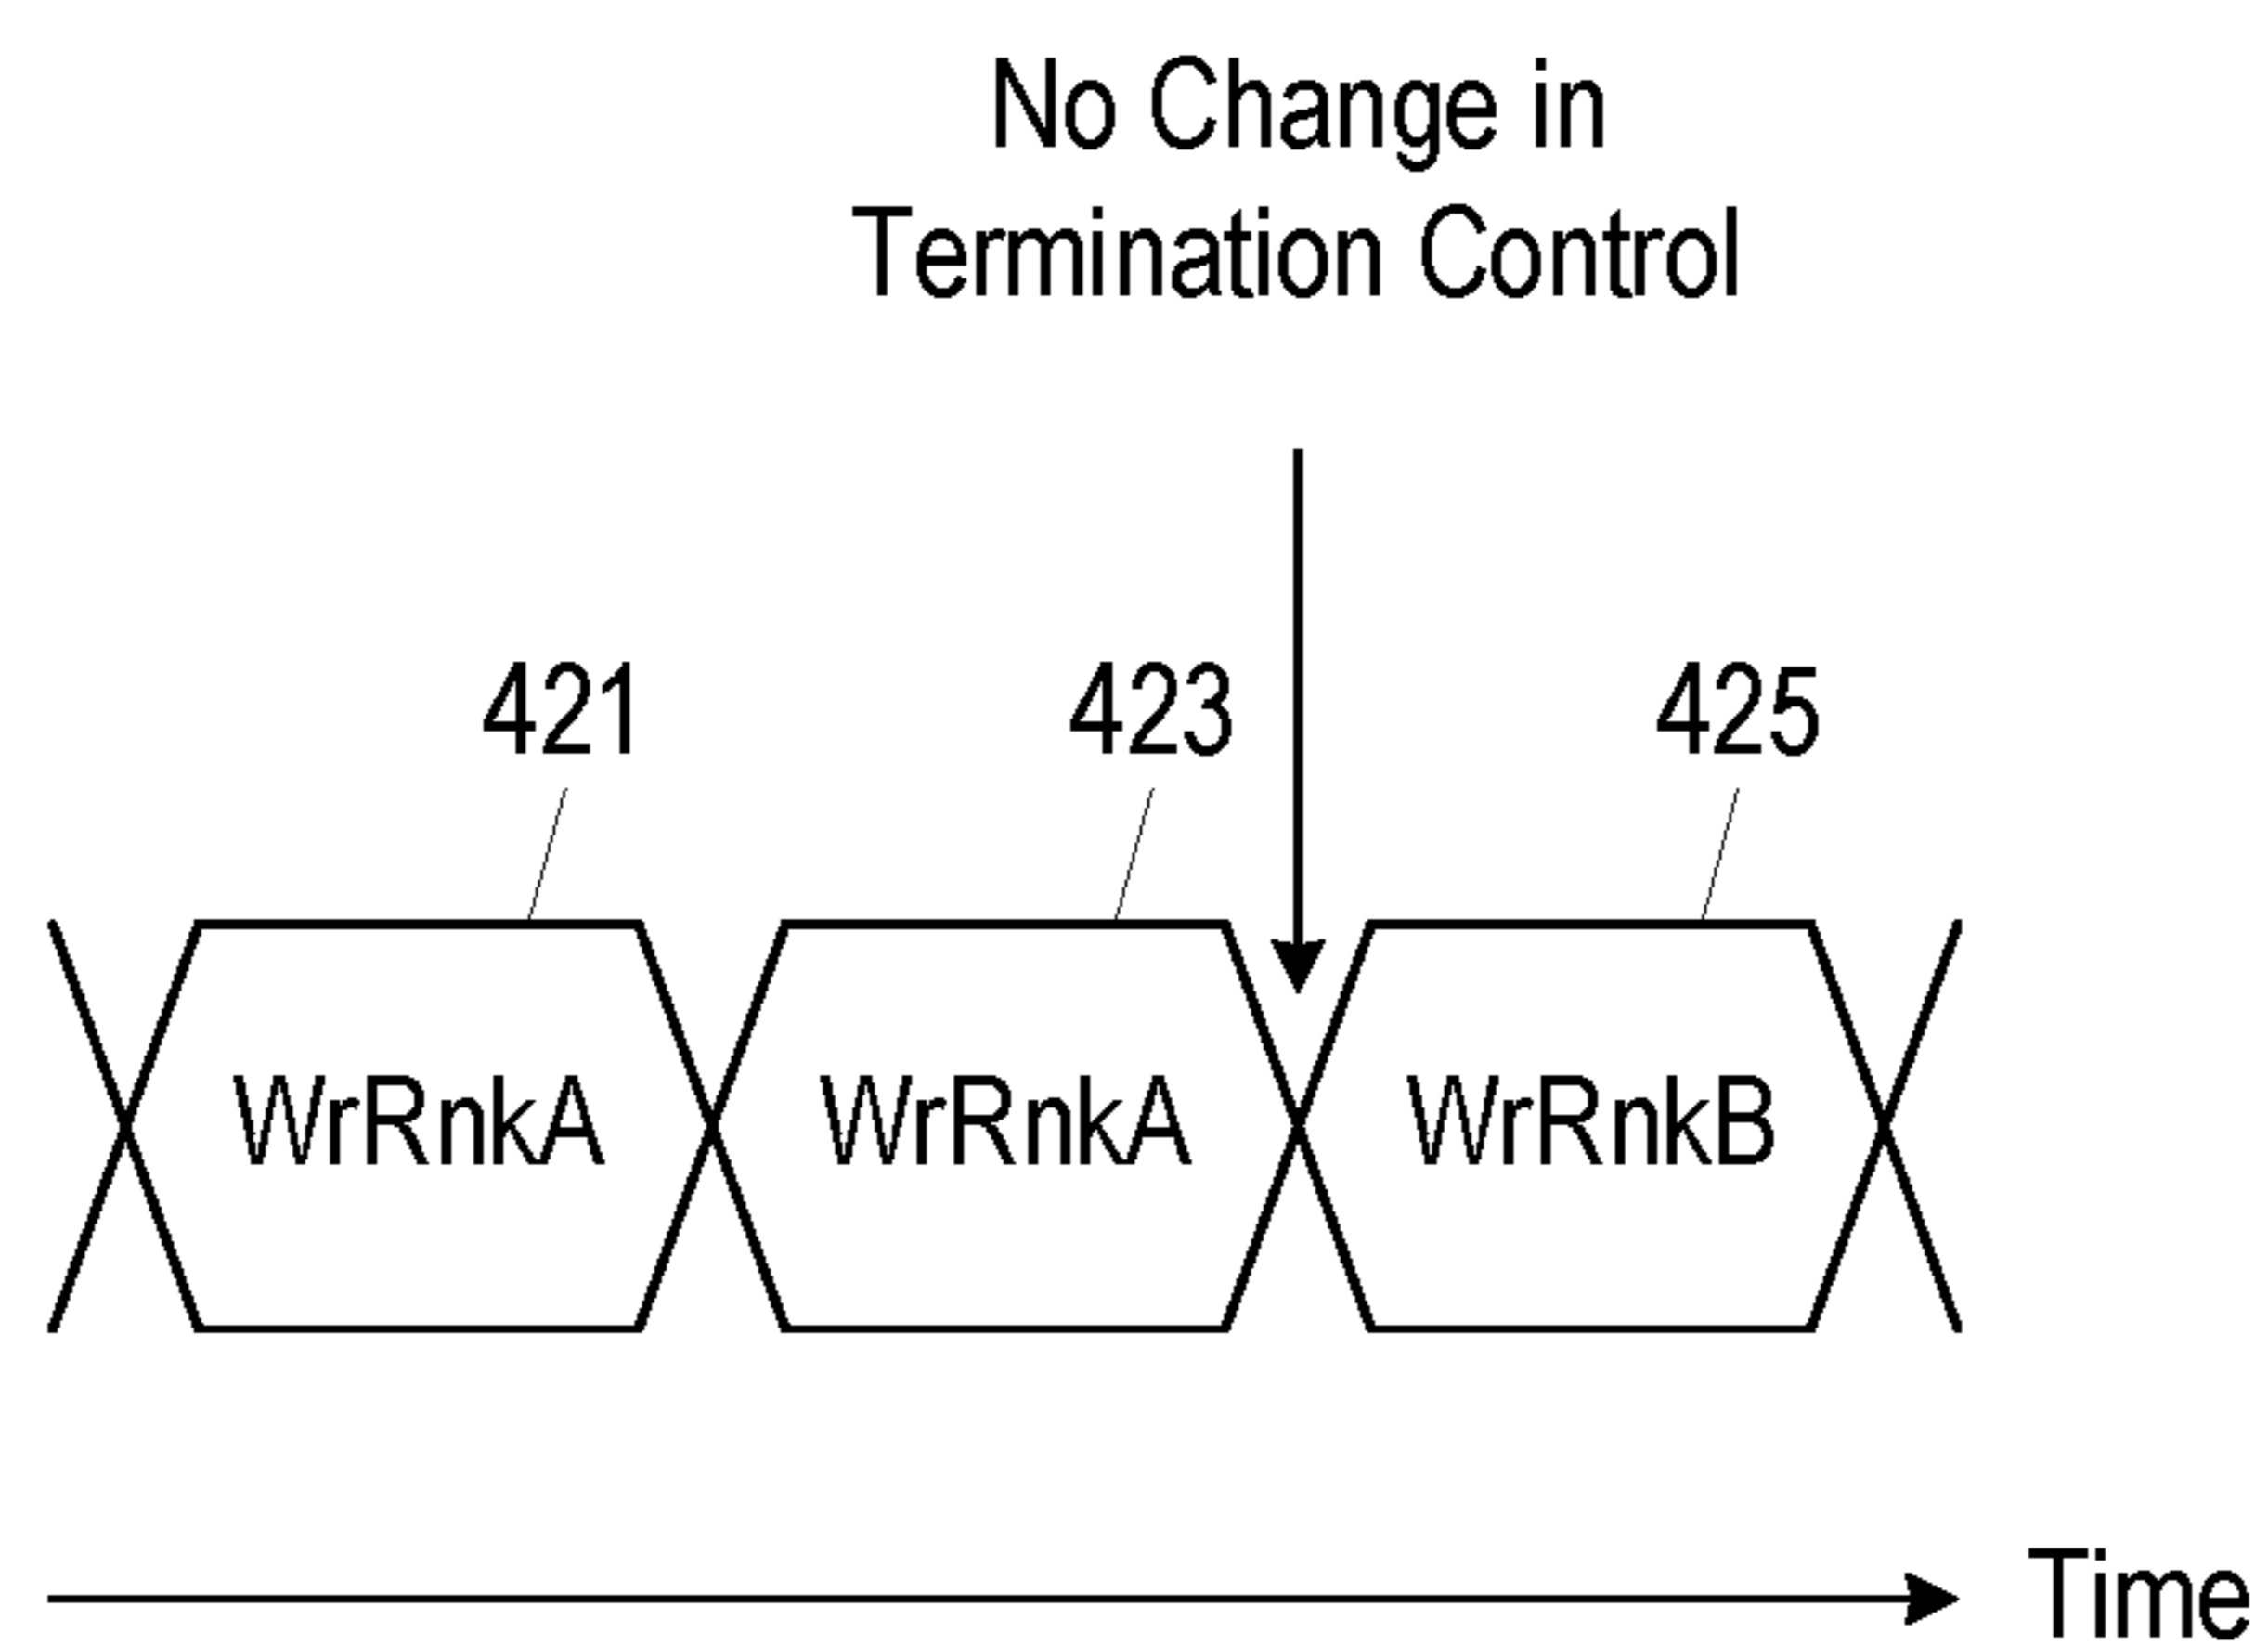 No Change in
Termination Control
421 423 425
WrRnkA WrRnkA WrRnkB
Time